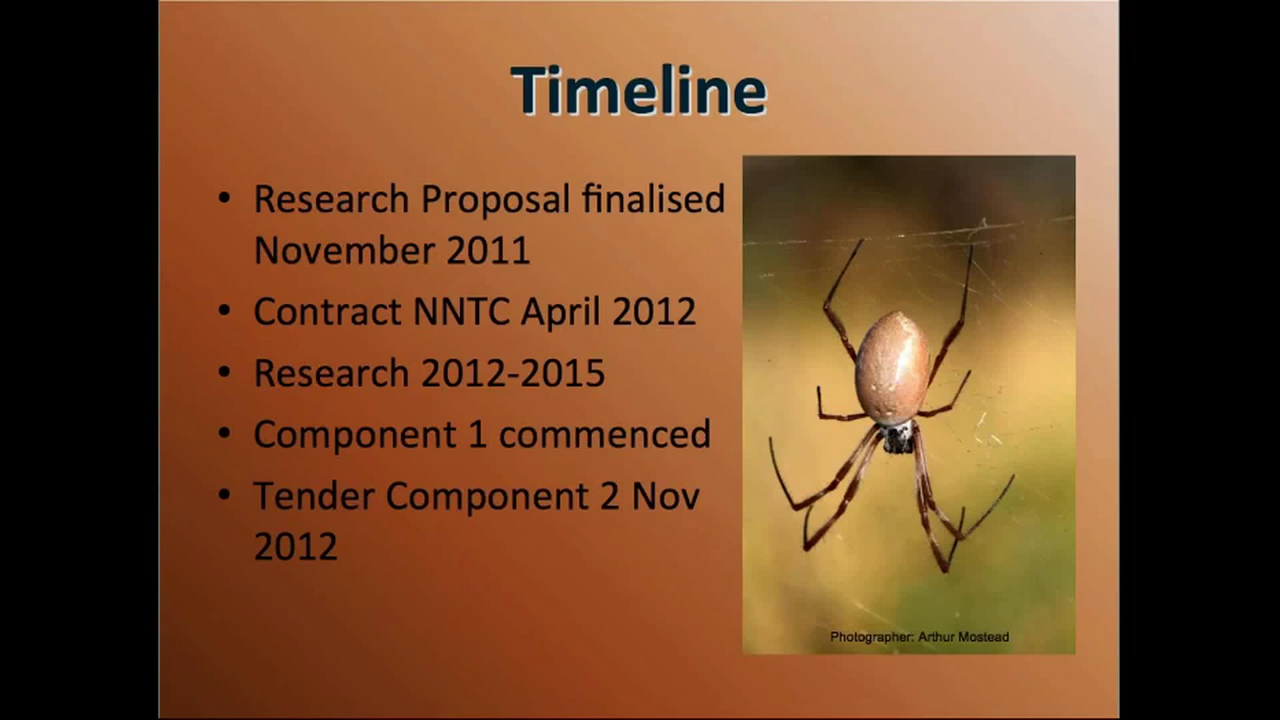 Timeline
• Research Proposal finalised
November 2011
• Contract NNTC April 2012
• Research 2012-2015
• Component 1 commenced
• Tender Component 2 Nov
2012
Photographer: Arthur Mostead